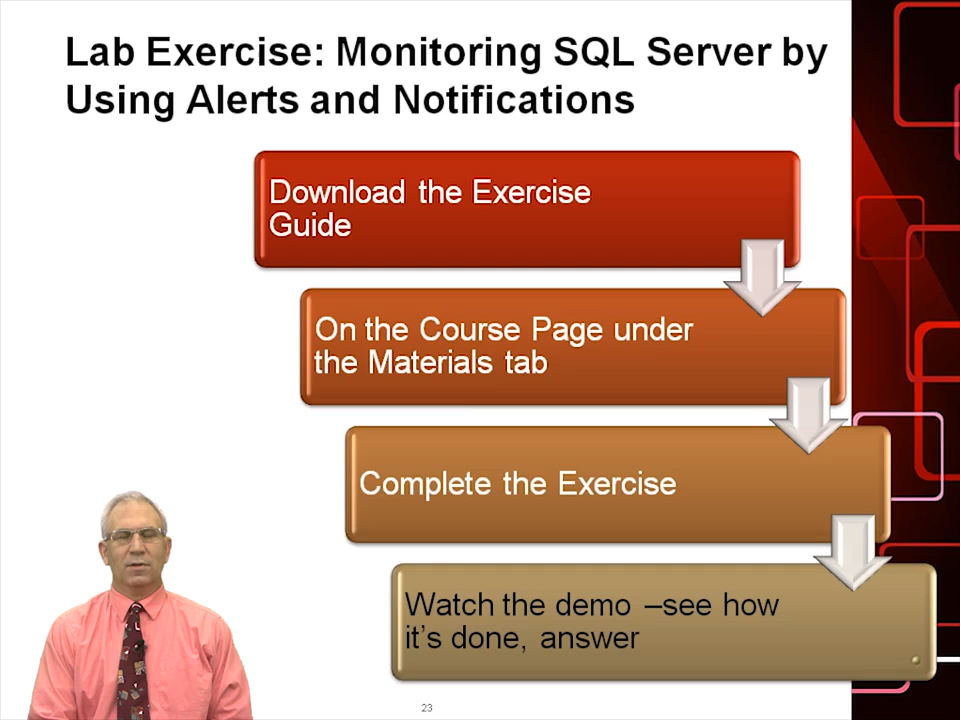 Lab Exercise: Monitoring SQL Server by
Using Alerts and Notifications
Download the Exercise
Guide
On the Course Page under
the Materials tab
Complete the Exercise
Watch the demo –see how
it's done, answer
23